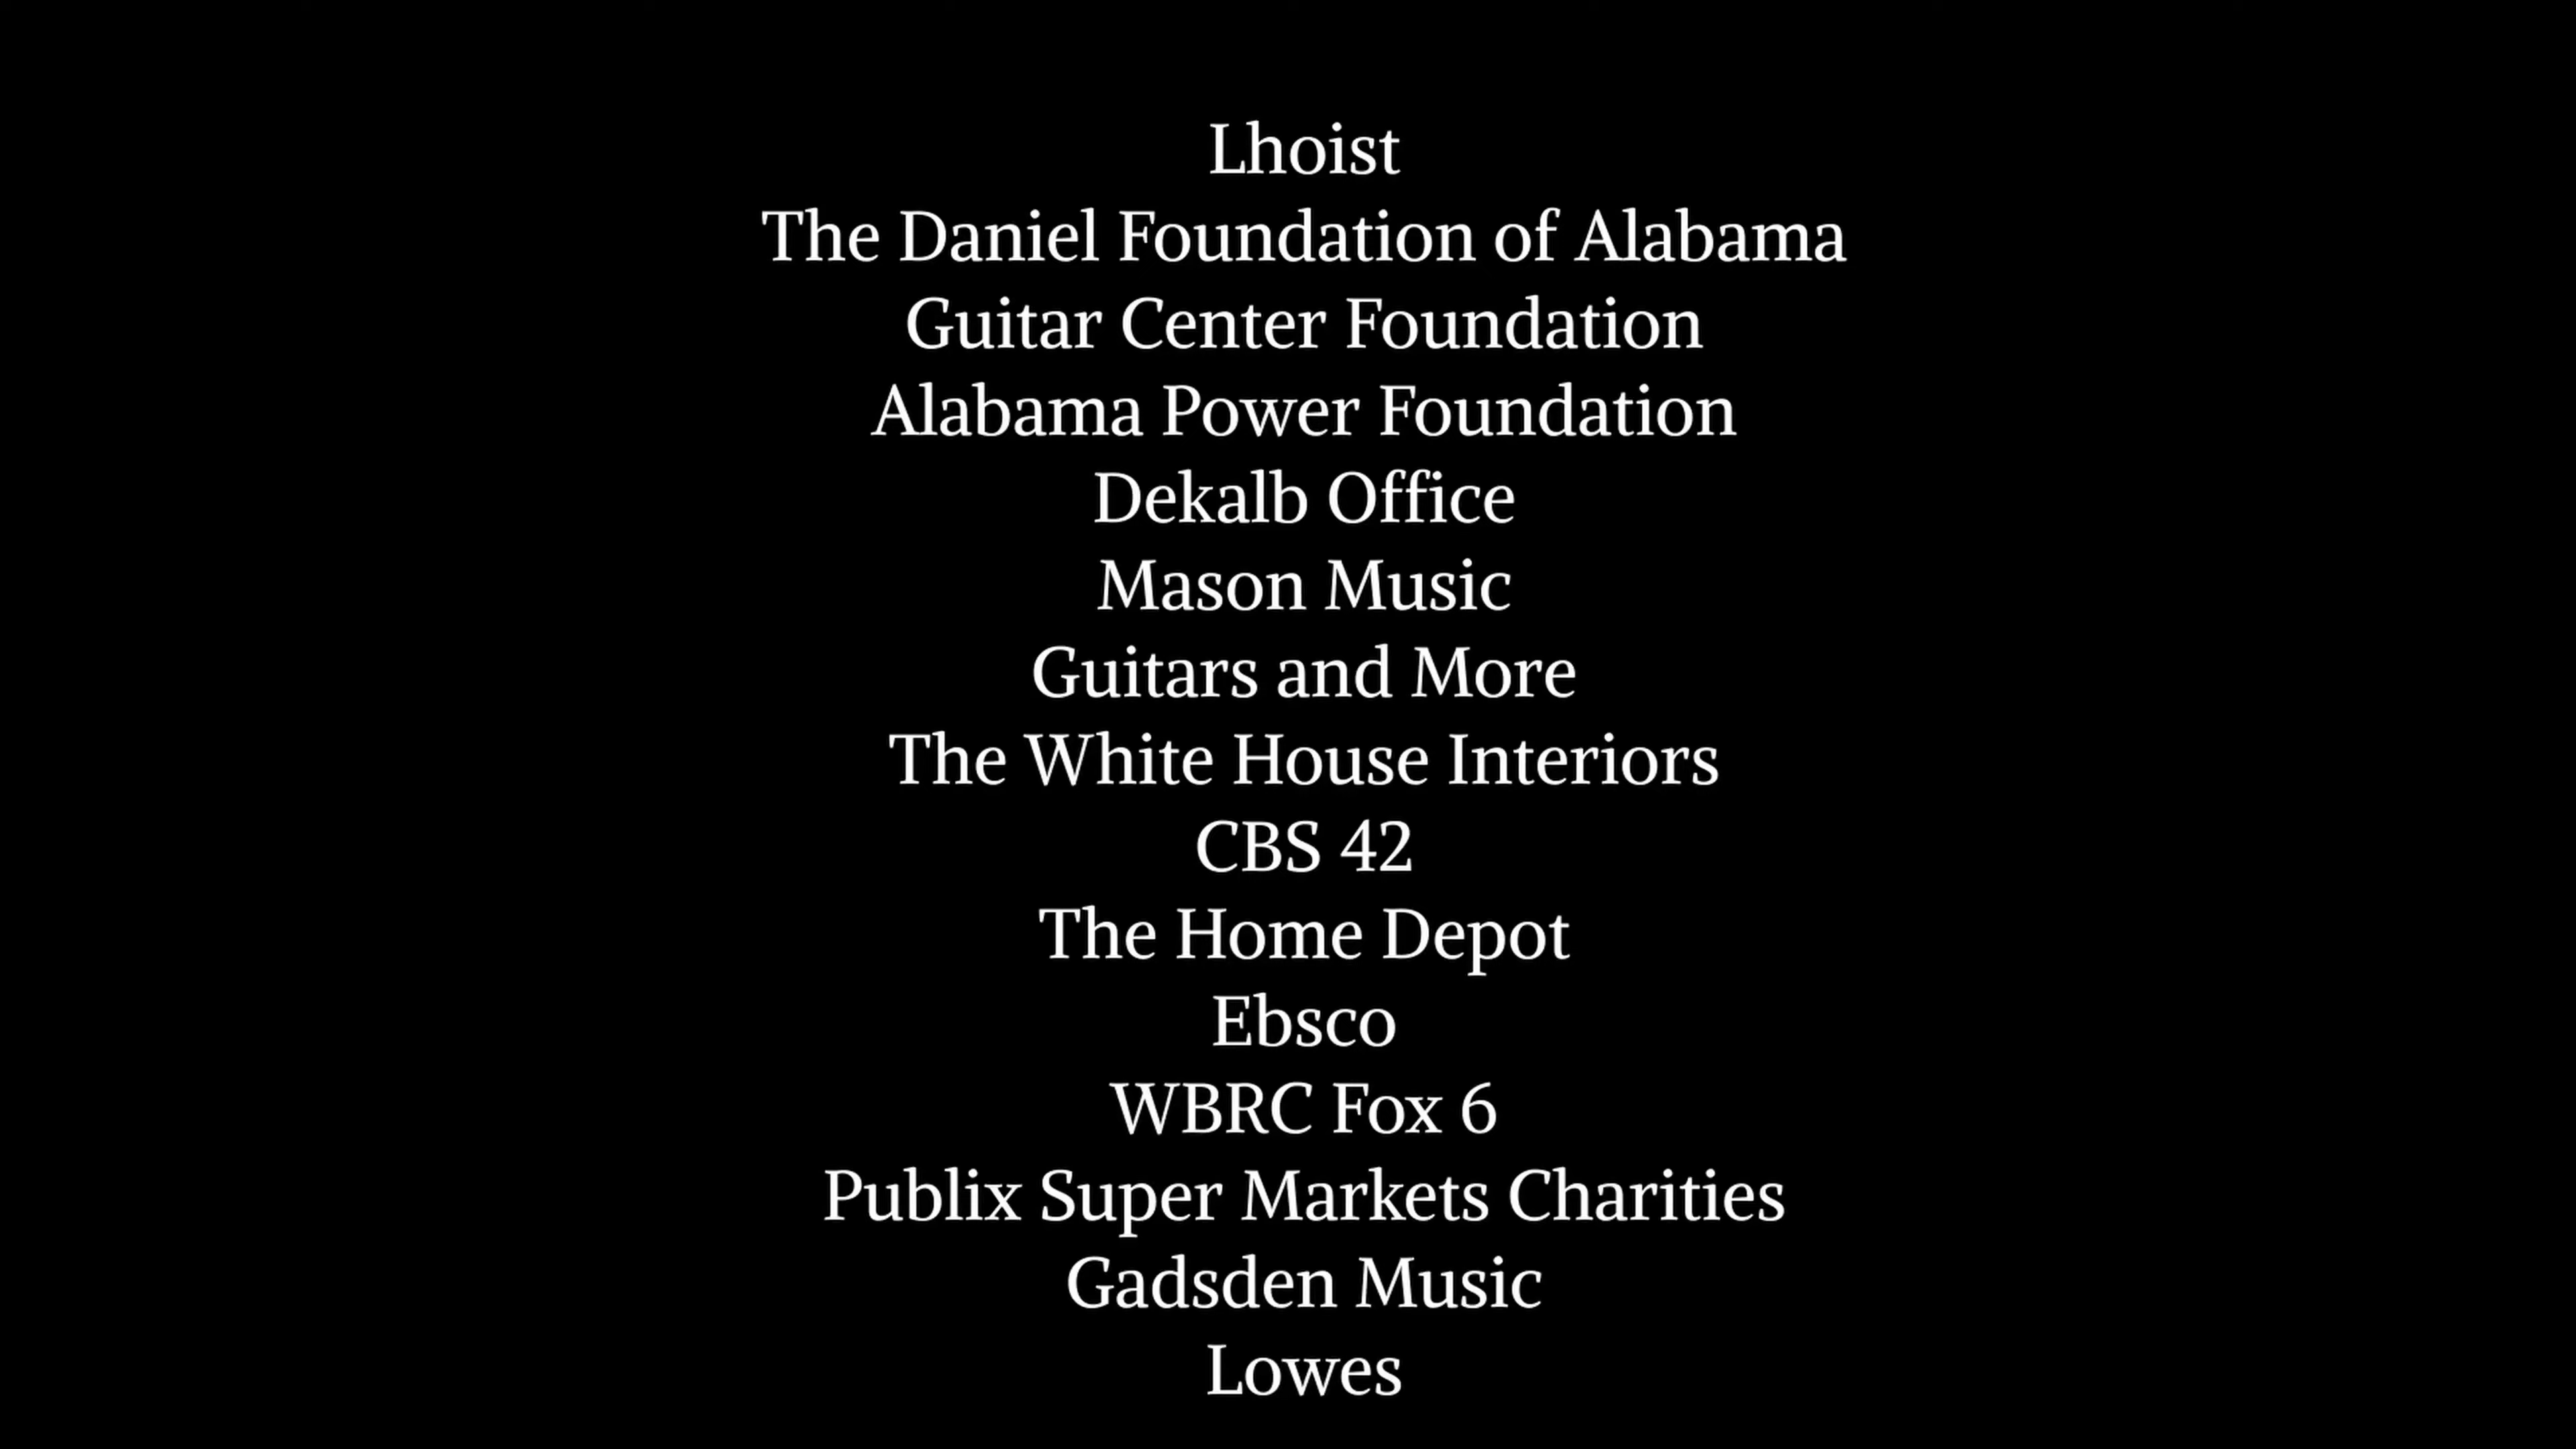 Lhoist
The Daniel Foundation of Alabama
Guitar Center Foundation
Alabama Power Foundation
Dekalb Office
Mason Music
Guitars and More
The White House Interiors
CBS 42
The Home Depot
Ebsco
WBRC Fox 6
Publix Super Markets Charities
Gadsden Music
Lowes